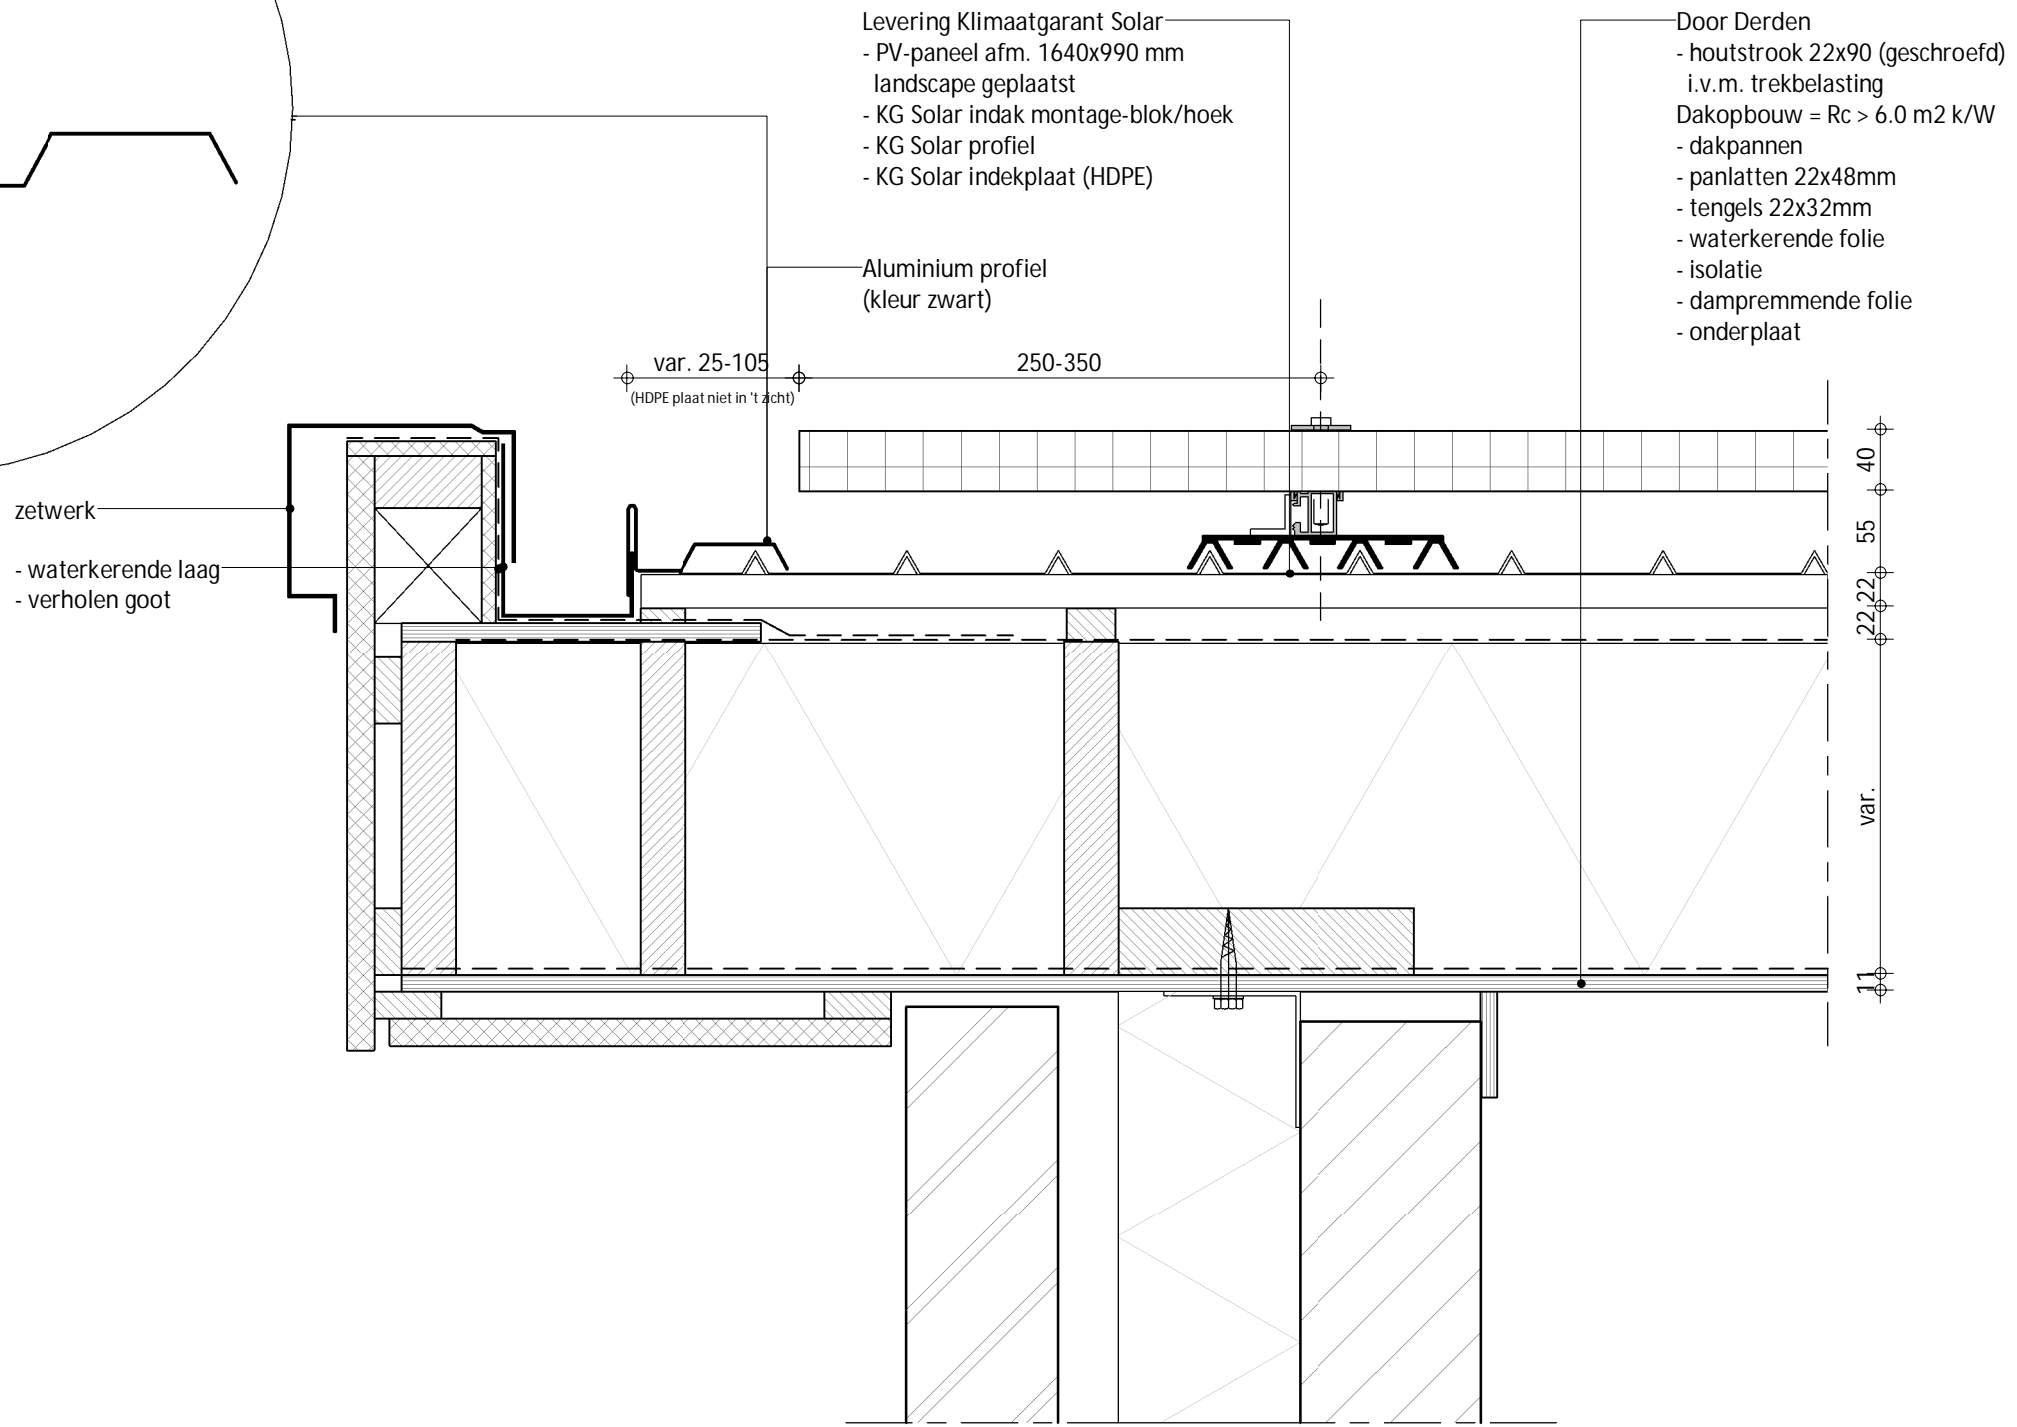 Levering Klimaatgarant Solar
- PV-paneel afm. 1640x990 mm
landscape geplaatst
- KG Solar indak montage-blok/hoek
- KG Solar profiel
- KG Solar indekplaat (HDPE)
Door Derden
- houtstrook 22x90 (geschroefd)
i.v.m. trekbelasting
Dakopbouw = Rc > 6.0 m2 k/W
- dakpannen
- panlatten 22x48mm
- tengels 22x32mm
- waterkerende folie
- isolatie
- dampremmende folie
- onderplaat
Aluminium profiel
(kleur zwart)
var. 25-105
250-350
(HDPE plaat niet in 't zicht)
zetwerk
- waterkerende laag
- verholen goot
40
55
22
22
var.
11